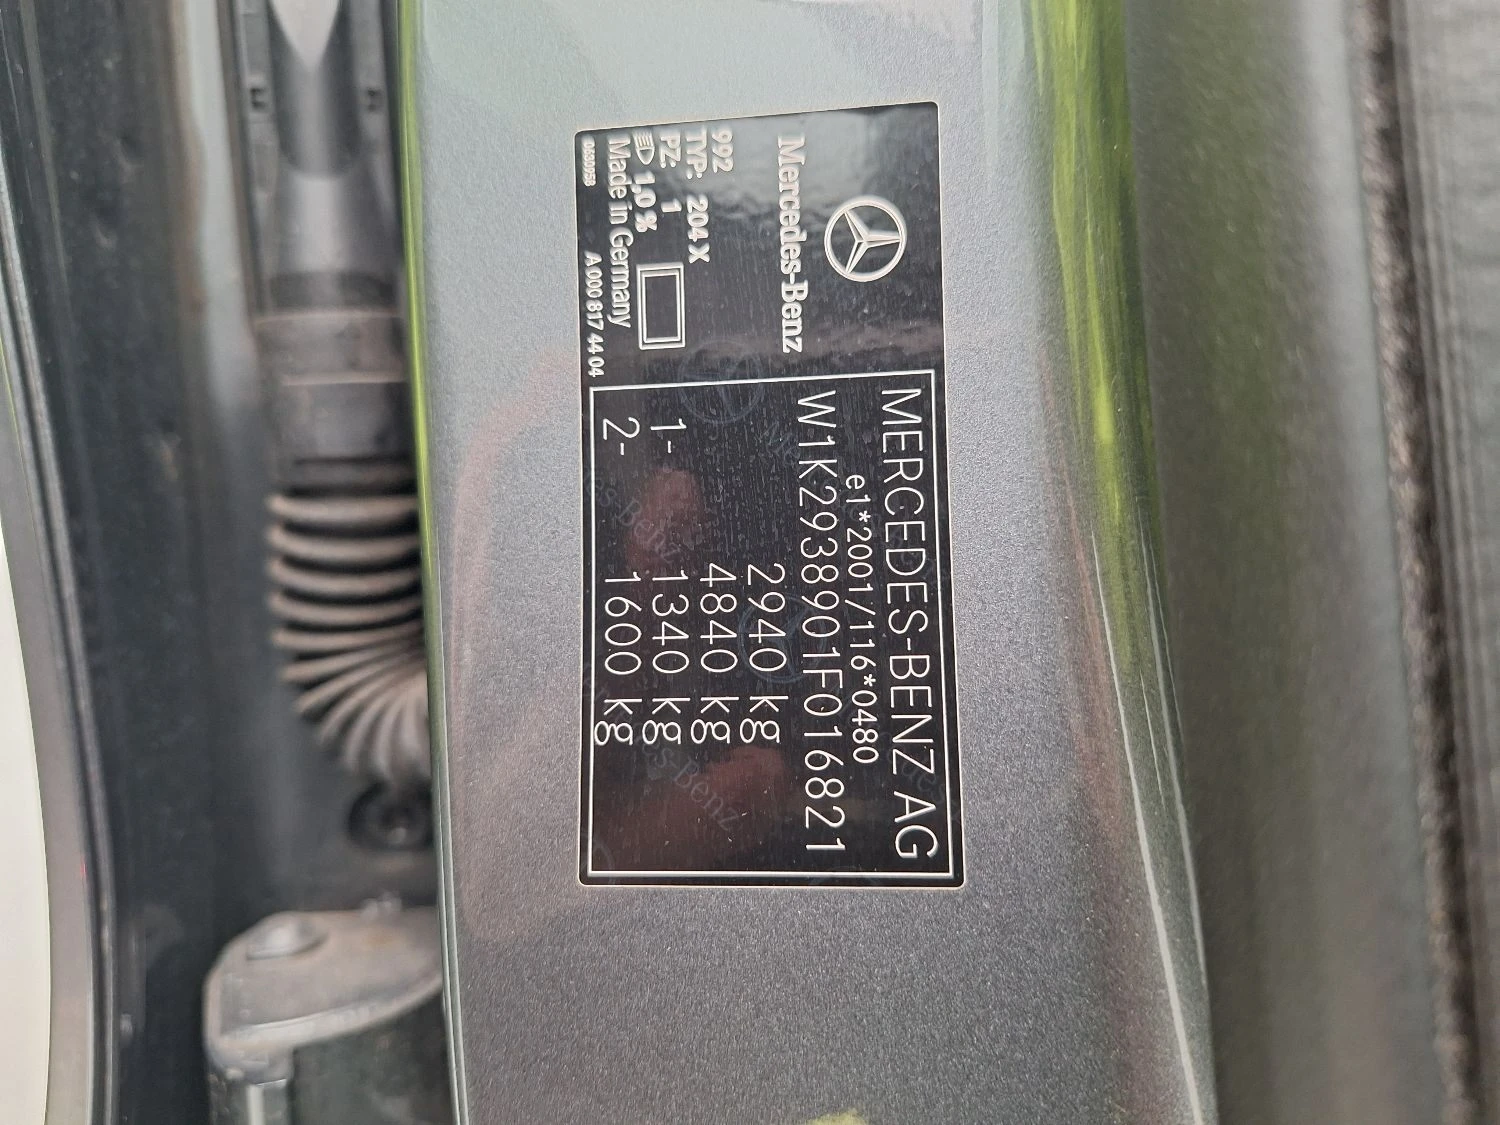 Mercedes-Benz
992
TYP: 204 X
PZ: 1
1,0 %
Made in Germany
0030958 A 000 817 44 04
MERCEDES-BENZ AG
e1*2001/116*0480
W1K2938901F016821
2940 kg
4840 kg
1- 1340 kg
2- 1600 kg